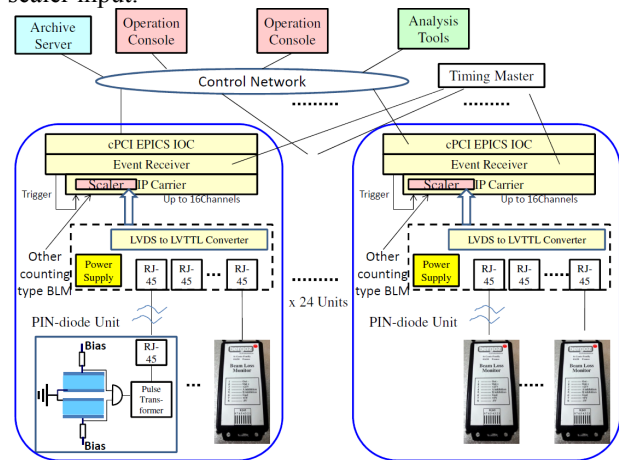 scaler input.
Archive
Server
Operation
Console
Operation
Console
Analysis
Tools
Control Network
Timing Master
cPCI EPICS IOC
Event Receiver
Scaler
IP Carrier
Trigger
Up to 16Channels
LVDS to LVTTL Converter
Other
counting
type BLM
Power
Supply
RJ-
45
RJ-
45
RJ-
45
PIN-diode Unit
RJ-
45
Bias
Pulse
Trans-
former
Bias
Beam Loss
Monitor
x 24 Units
cPCI EPICS IOC
Event Receiver
Scaler
IP Carrier
Trigger
Up to 16Channels
LVDS to LVTTL Converter
Other
counting
type BLM
Power
Supply
RJ-
45
RJ-
45
RJ-
45
PIN-diode Unit
Beam Loss
Monitor
Beam Loss
Monitor